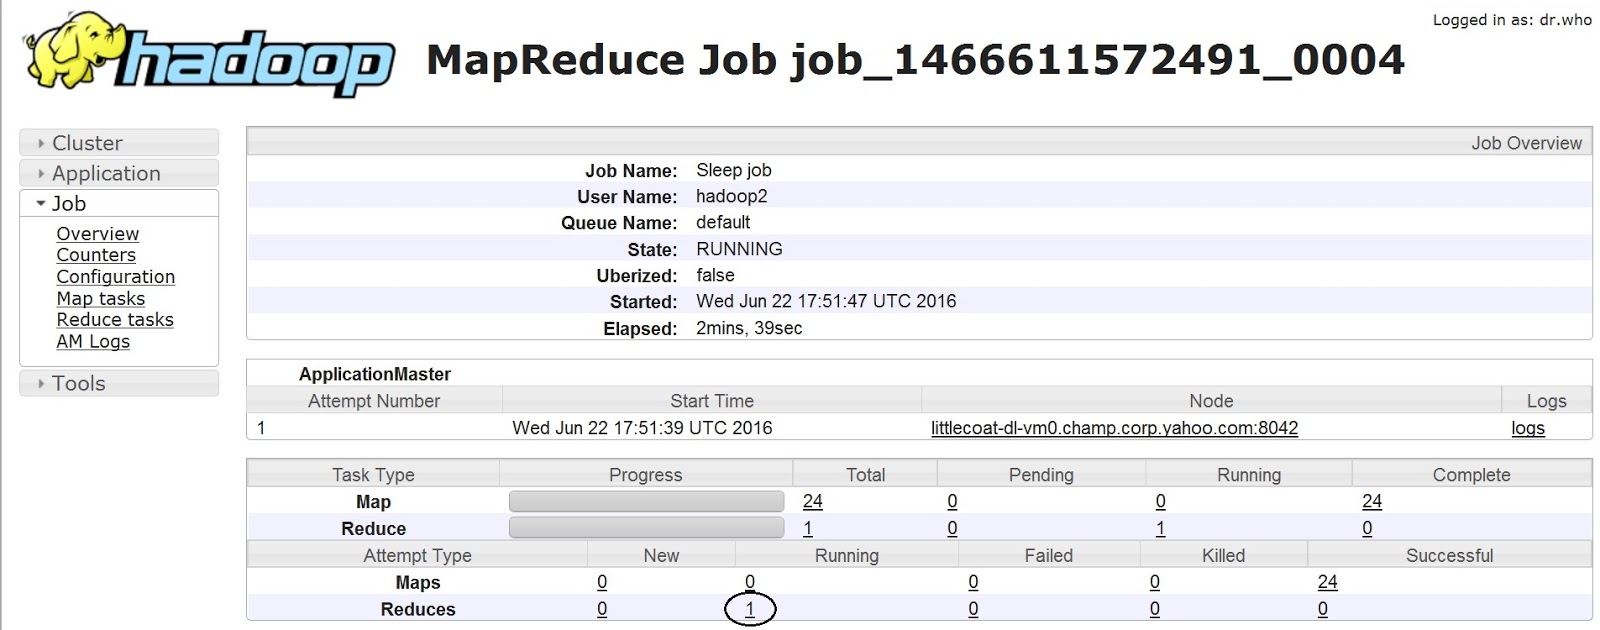 Logged in as: dr.who
hadoop
MapReduce Job job_1466611572491_0004
Cluster
Application
Job
Overview
Counters
Configuration
Map tasks
Reduce tasks
AM Logs
Tools
Job Overview
Job Name: Sleep job
User Name: hadoop2
Queue Name: default
State: RUNNING
Uberized: false
Started: Wed Jun 22 17:51:47 UTC 2016
Elapsed: 2mins, 39sec
ApplicationMaster
Attempt Number Start Time Node Logs
1 Wed Jun 22 17:51:39 UTC 2016 littlecoat-dl-vm0.champ.corp.yahoo.com:8042 logs
Task Type Progress Total Pending Running Complete
Map 24 0 0 24
Reduce 1 0 1 0
Attempt Type New Running Failed Killed Successful
Maps 0 0 0 0 24
Reduces 0 1 0 0 0